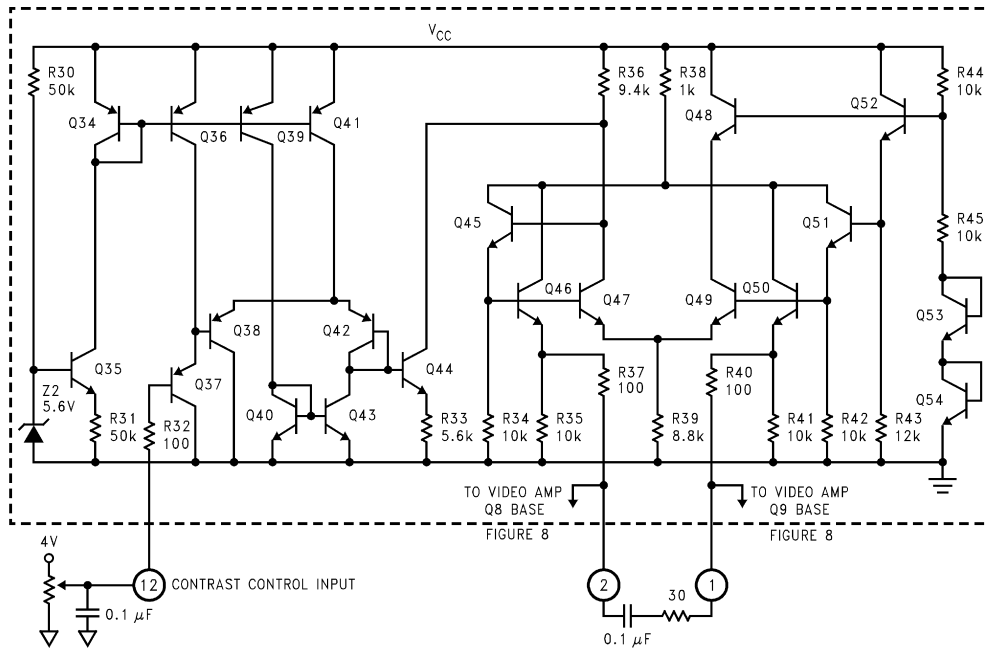 VCC
R30
50k
Q34
Q36
Q39
Q41
R36
9.4k
R38
1k
Q48
Q52
R44
10k
Q45
Q51
R45
10k
Q46
Q47
Q49
Q50
Q53
Q38
Q42
Q35
Q37
Q44
Z2
5.6V
R37
100
R40
100
Q54
R31
50k
R32
100
Q40
Q43
R33
5.6k
R34
10k
R35
10k
R39
8.8k
R41
10k
R42
10k
R43
12k
TO VIDEO AMP
Q8 BASE
FIGURE 8
TO VIDEO AMP
Q9 BASE
FIGURE 8
4V
12 CONTRAST CONTROL INPUT
0.1 μF
2
1
30
0.1 μF